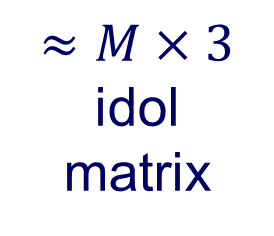 ≈ M × 3
idol
matrix